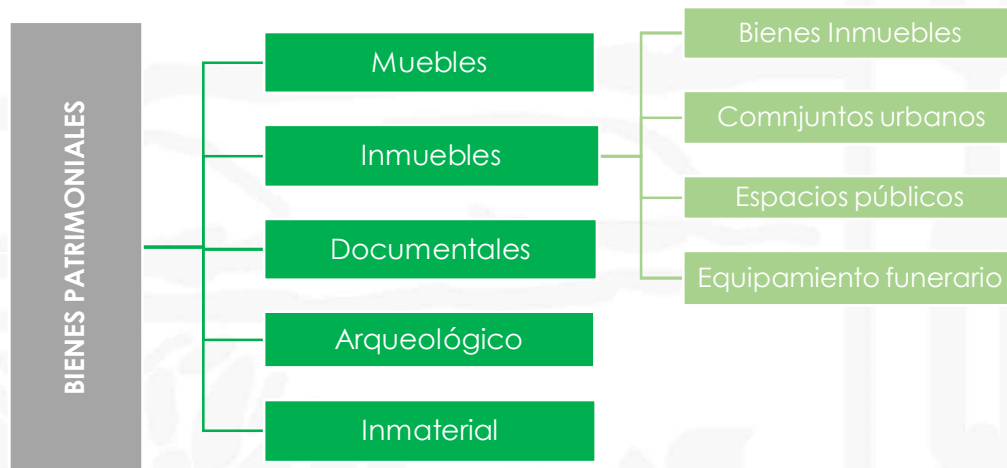 BIENES PATRIMONIALES
Muebles
Inmuebles
Documentales
Arqueológico
Inmaterial
Bienes Inmuebles
Comnjuntos urbanos
Espacios públicos
Equipamiento funerario